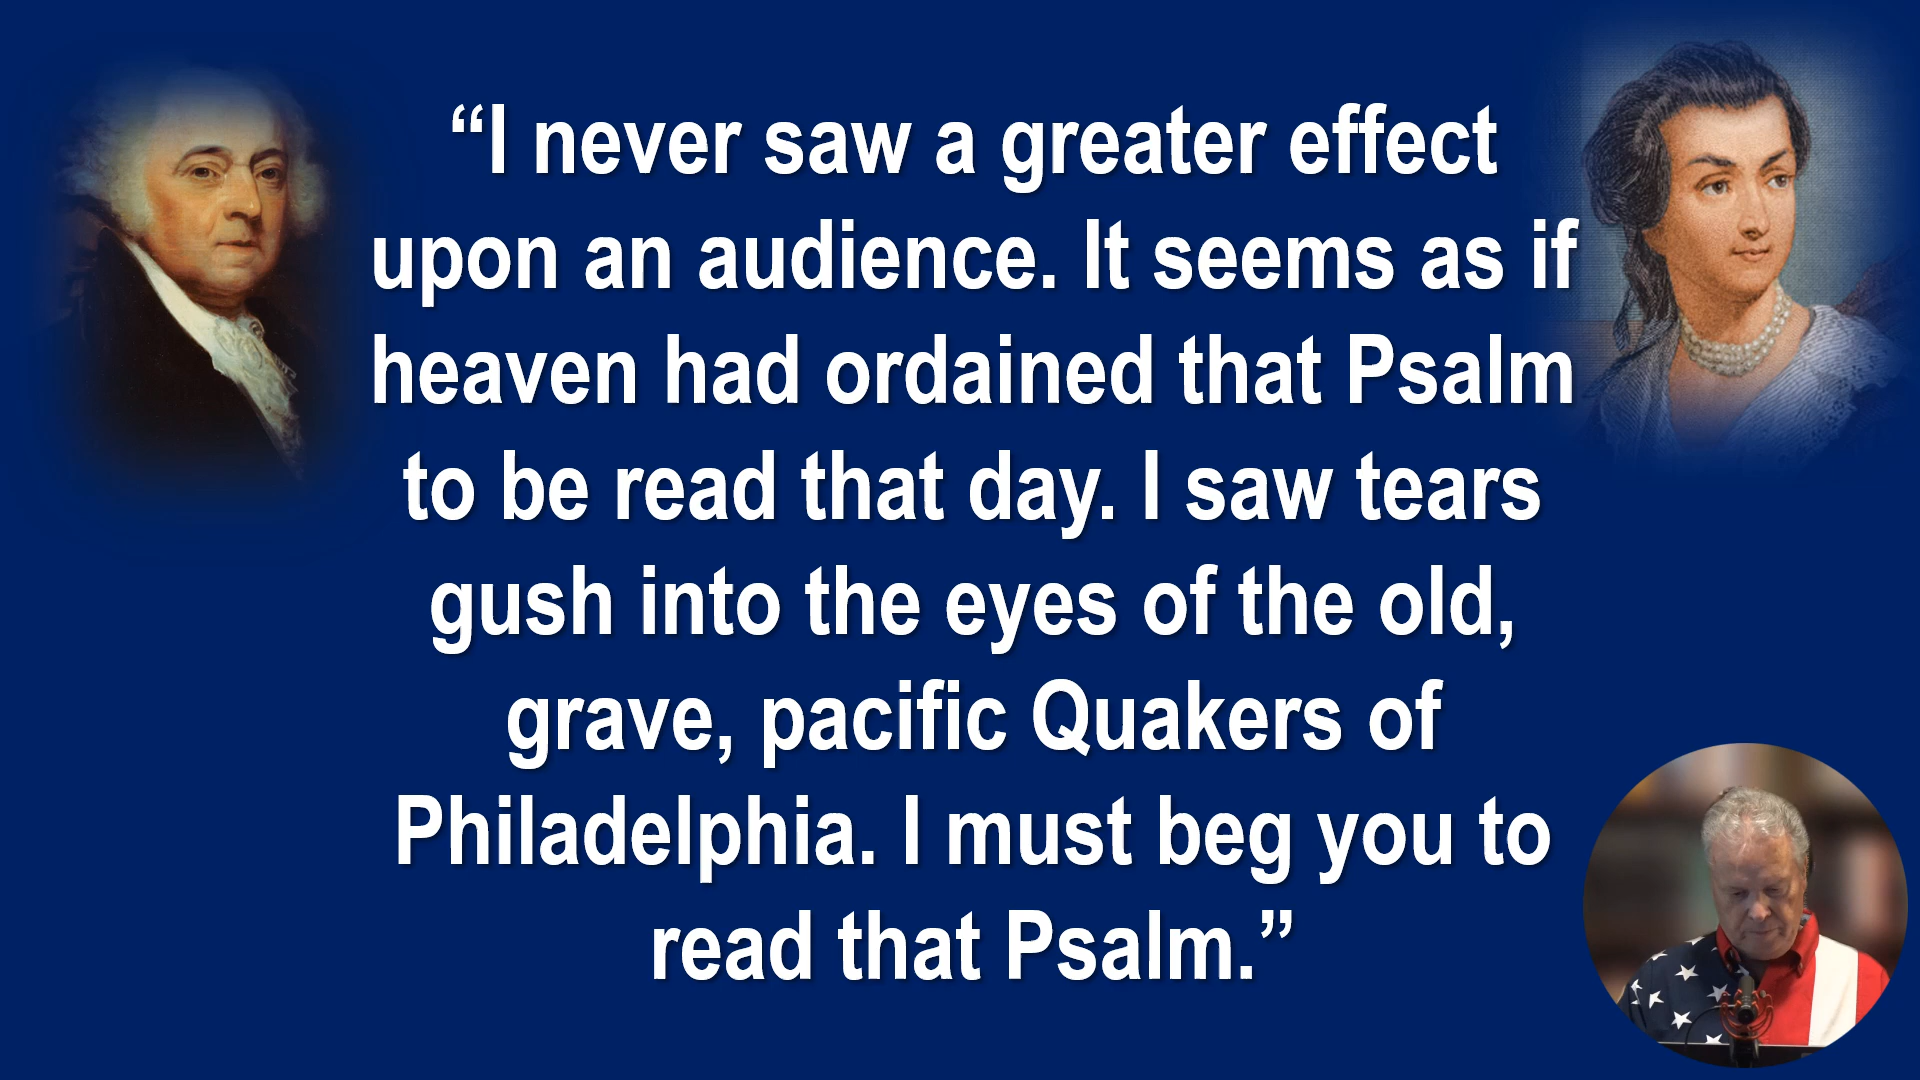 “I never saw a greater effect
upon an audience. It seems as if
heaven had ordained that Psalm
to be read that day. I saw tears
gush into the eyes of the old,
grave, pacific Quakers of
Philadelphia. I must beg you to
read that Psalm.”